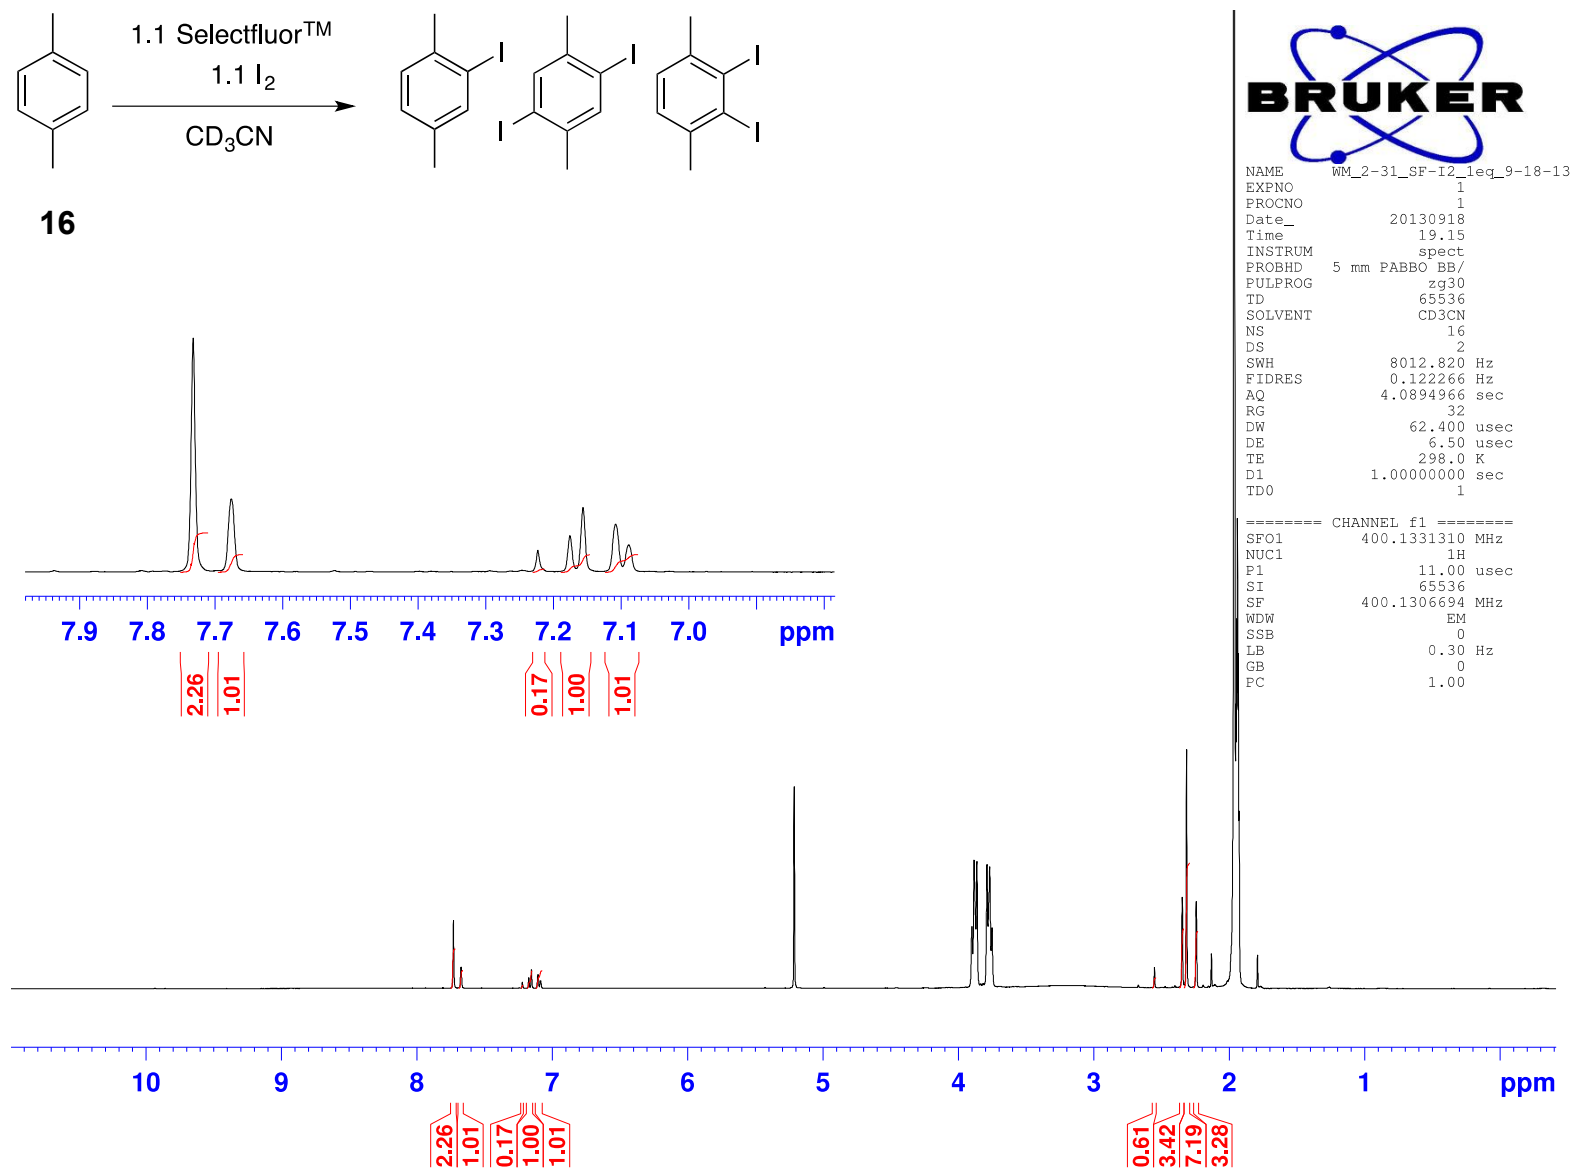 1.1 Selectfluor™
1.1 I2
CD3CN
I
I
I
I
I
16
BRUKER
NAME WM_2-31_SF-I2_1eq_9-18-13
EXPNO 1
PROCNO 1
Date_ 20130918
Time 19.15
INSTRUM spect
PROBHD 5 mm PABBO BB/
PULPROG zg30
TD 65536
SOLVENT CD3CN
NS 16
DS 2
SWH 8012.820 Hz
FIDRES 0.122266 Hz
AQ 4.0894966 sec
RG 32
DW 62.400 usec
DE 6.50 usec
TE 298.0 K
D1 1.00000000 sec
TD0 1
======== CHANNEL f1 ========
SFO1 400.1331310 MHz
NUC1 1H
P1 11.00 usec
SI 65536
SF 400.1306694 MHz
WDW EM
SSB 0
LB 0.30 Hz
GB 0
PC 1.00
7.9 7.8 7.7 7.6 7.5 7.4 7.3 7.2 7.1 7.0 ppm
2.26 1.01 0.17 1.00 1.01
10 9 8 7 6 5 4 3 2 1 ppm
2.26 1.01 0.17 1.00 1.01 0.61 3.42 7.19 3.28